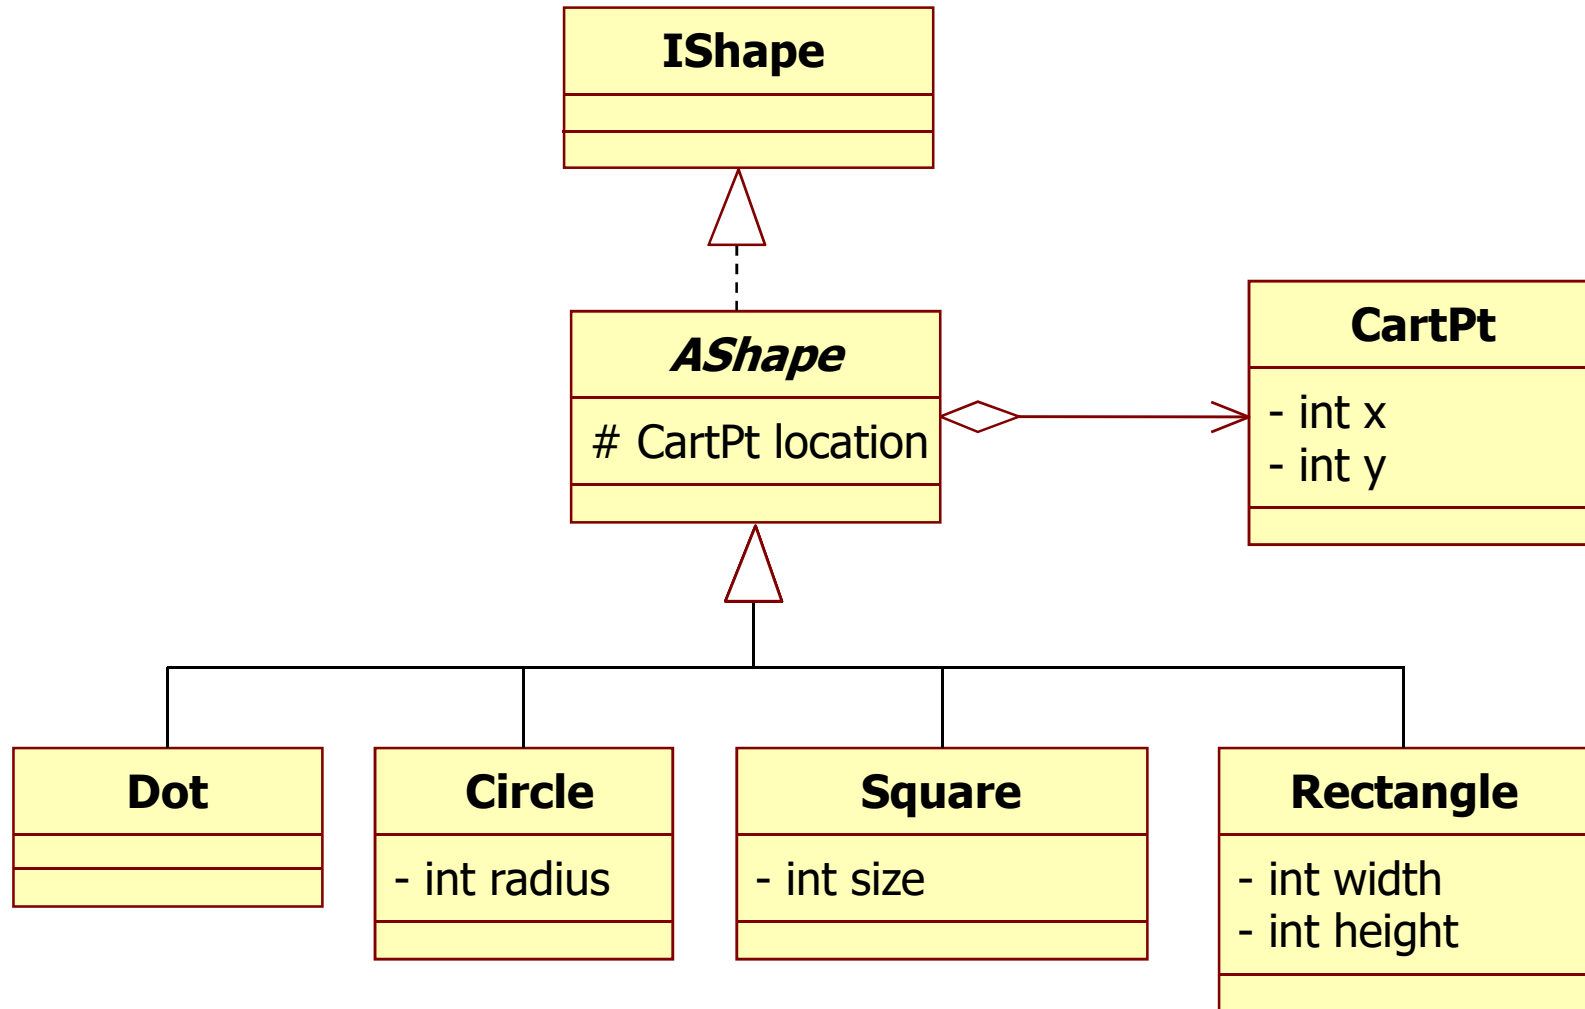 IShape
AShape
# CartPt location
CartPt
- int x
- int y
Dot
Circle
- int radius
Square
- int size
Rectangle
- int width
- int height